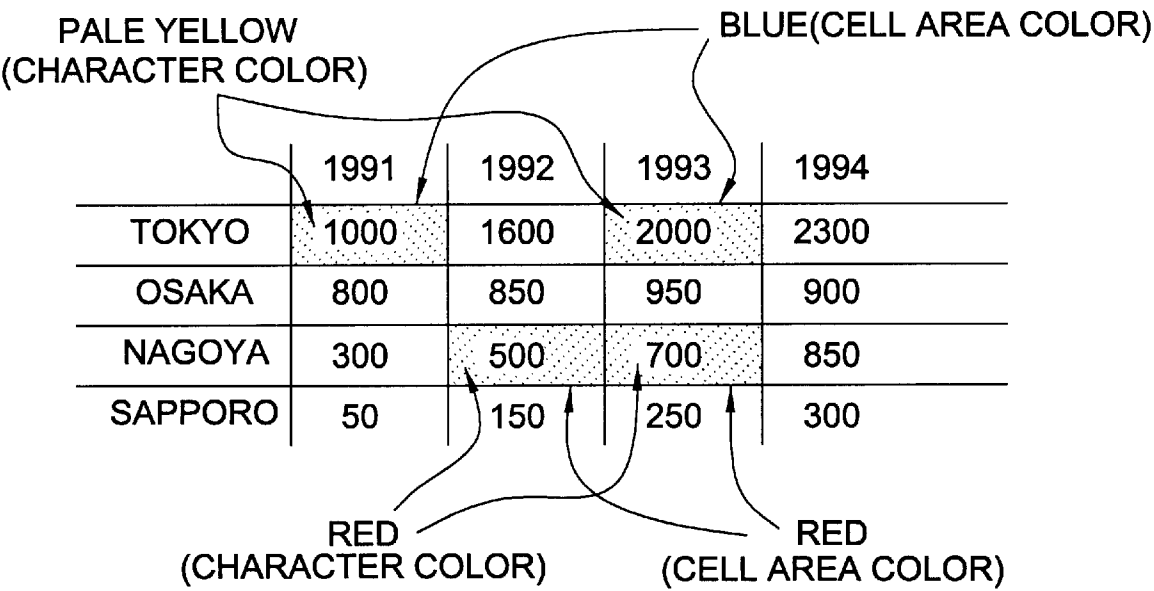 PALE YELLOW
(CHARACTER COLOR)
BLUE(CELL AREA COLOR)
1991 1992 1993 1994
TOKYO 1000 1600 2000 2300
OSAKA 800 850 950 900
NAGOYA 300 500 700 850
SAPPORO 50 150 250 300
RED
(CHARACTER COLOR)
RED
(CELL AREA COLOR)